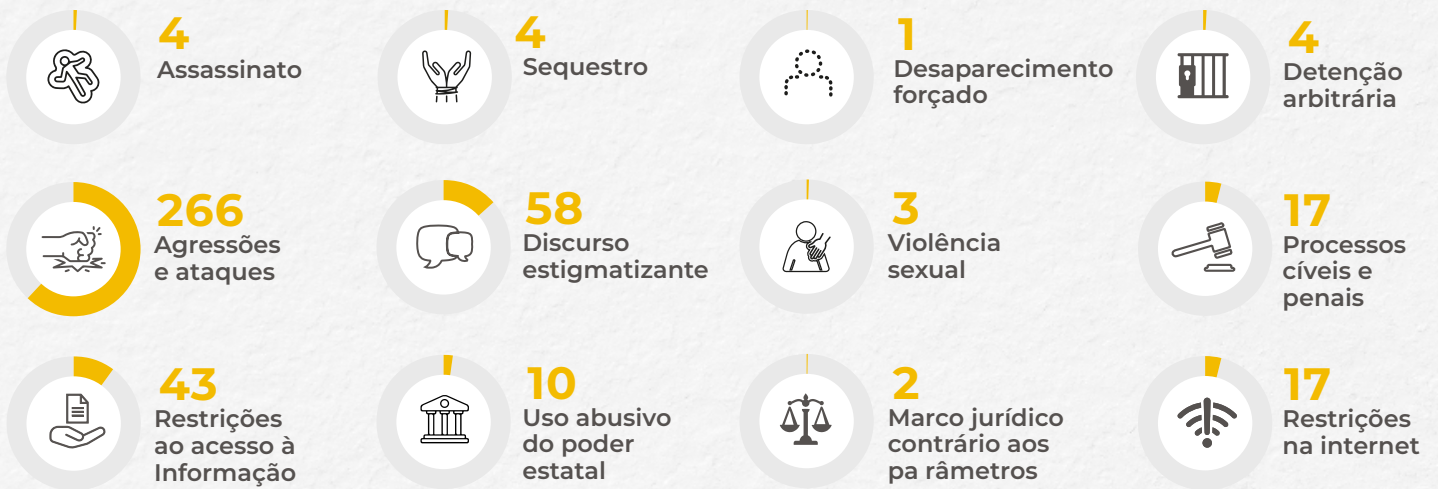 4
Assassinato
4
Sequestro
1
Desaparecimento
forçado
4
Detenção
arbitrária
266
Agressões
e ataques
58
Discurso
estigmatizante
3
Violência
sexual
17
Processos
cíveis e
penais
43
Restrições
ao acesso à
Informação
10
Uso abusivo
do poder
estatal
2
Marco jurídico
contrário aos
pa râmetros
17
Restrições
na internet